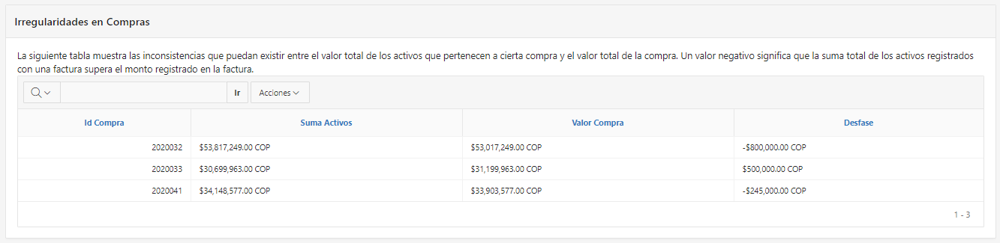 Irregularidades en Compras
La siguiente tabla muestra las inconsistencias que puedan existir entre el valor total de los activos que pertenecen a cierta compra y el valor total de la compra. Un valor negativo significa que la suma total de los activos registrados
con una factura supera el monto registrado en la factura.
Ir Acciones
Id Compra Suma Activos Valor Compra Desfase
2020032 $53,817,249.00 COP $53,017,249.00 COP -$800,000.00 COP
2020033 $30,699,963.00 COP $31,199,963.00 COP $500,000.00 COP
2020041 $34,148,577.00 COP $33,903,577.00 COP -$245,000.00 COP
1 - 3